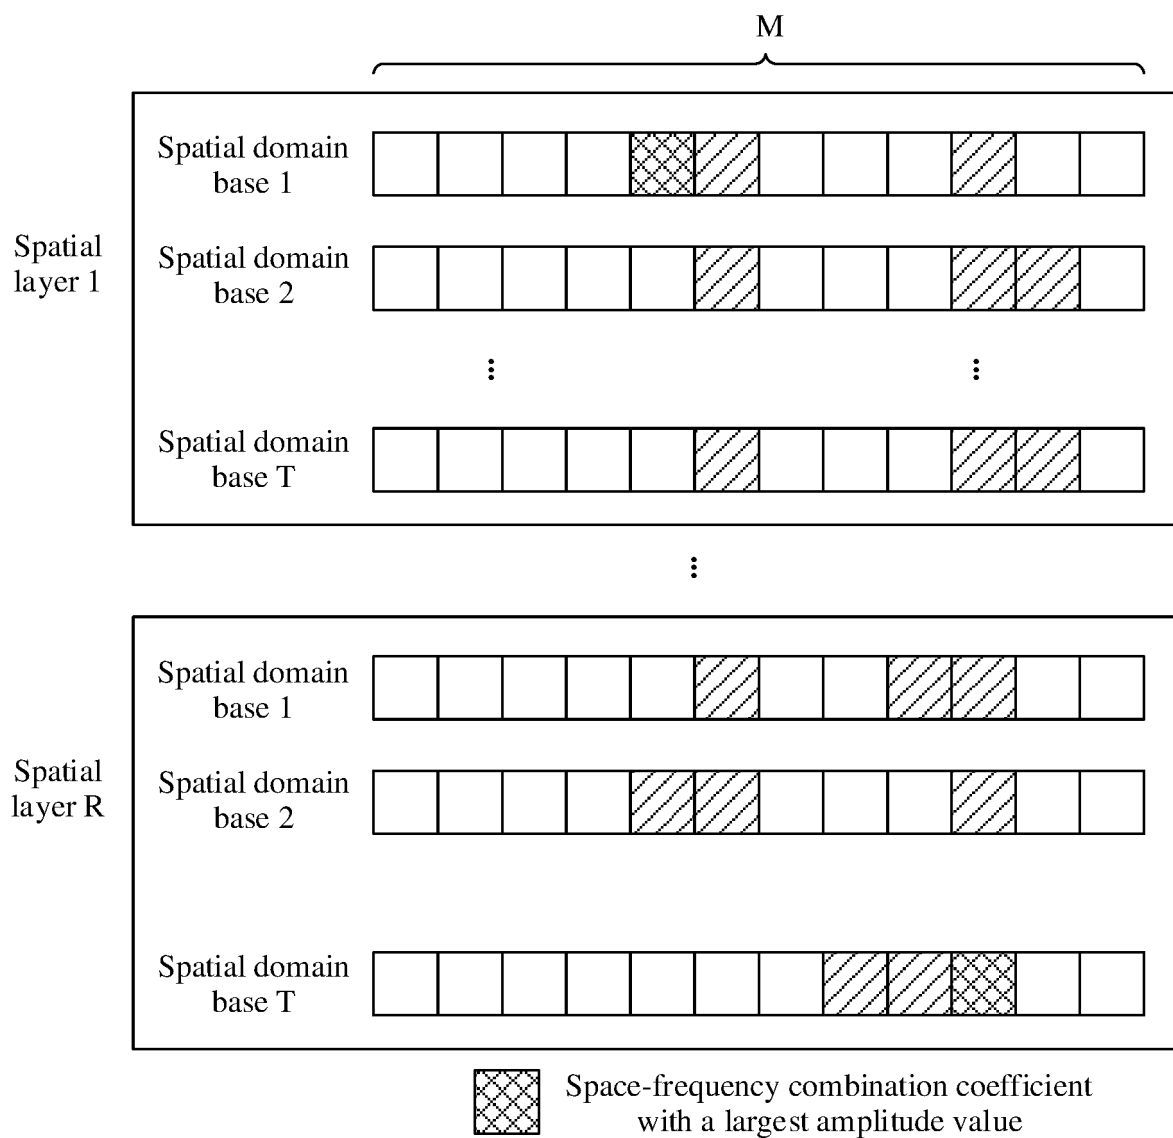 M
Spatial domain
base 1
Spatial domain
base 2
Spatial
layer 1
Spatial domain
base T
Spatial domain
base 1
Spatial domain
base 2
Spatial
layer R
Spatial domain
base T
Space-frequency combination coefficient
with a largest amplitude value